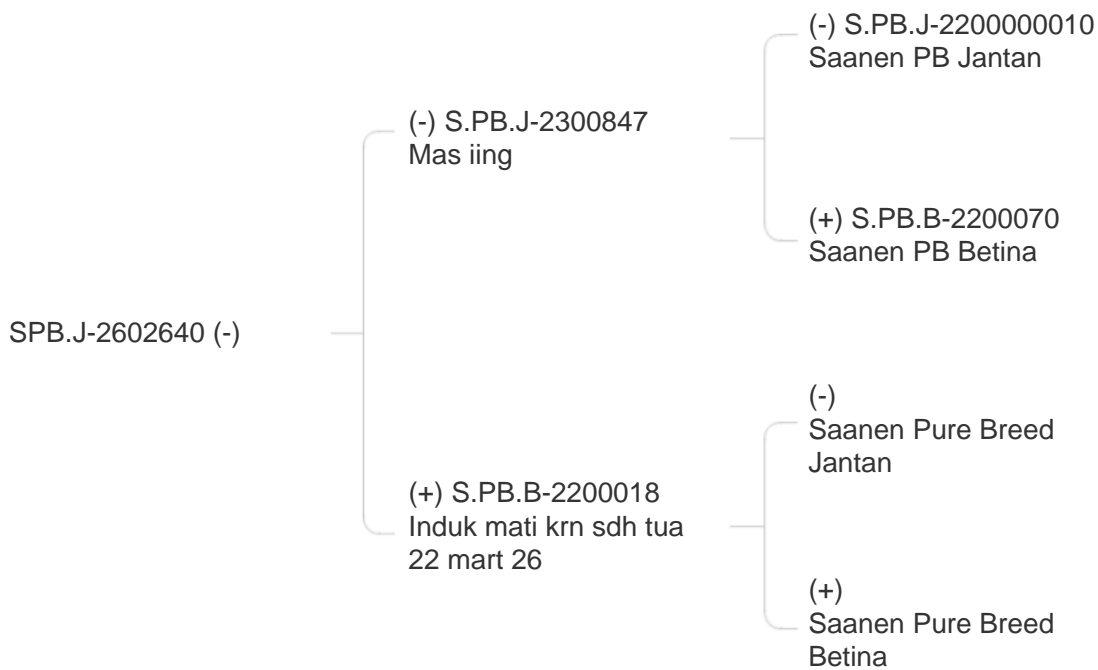 (-) S.PB.J-2200000010
Saanen PB Jantan
(-) S.PB.J-2300847
Mas iing
(+) S.PB.B-2200070
Saanen PB Betina
SPB.J-2602640 (-)
(-)
Saanen Pure Breed
Jantan
(+) S.PB.B-2200018
Induk mati krn sdh tua
22 mart 26
(+)
Saanen Pure Breed
Betina